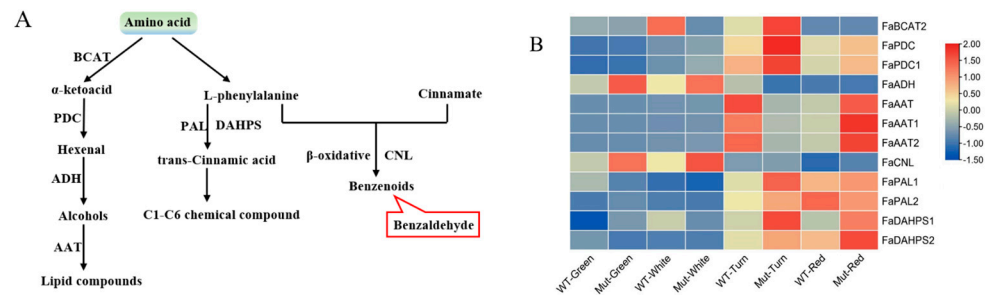 A
Amino acid
BCAT
α-ketoacid
L-phenylalanine
Cinnamate
PDC
PAL
DAHPS
Hexenal
trans-Cinnamic acid
β-oxidative
CNL
ADH
Benzenoids
Alcohols
C1-C6 chemical compound
Benzaldehyde
AAT
Lipid compounds
B
FaBCAT2
FaPDC
FaPDC1
FaADH
FaAAT
FaAAT1
FaAAT2
FaCNL
FaPAL1
FaPAL2
FaDAHPS1
FaDAHPS2
WT-Green
Mut-Green
WT-White
Mut-White
WT-Turn
Mut-Turn
WT-Red
Mut-Red
2.00
1.50
1.00
0.50
0.00
-0.50
-1.00
-1.50